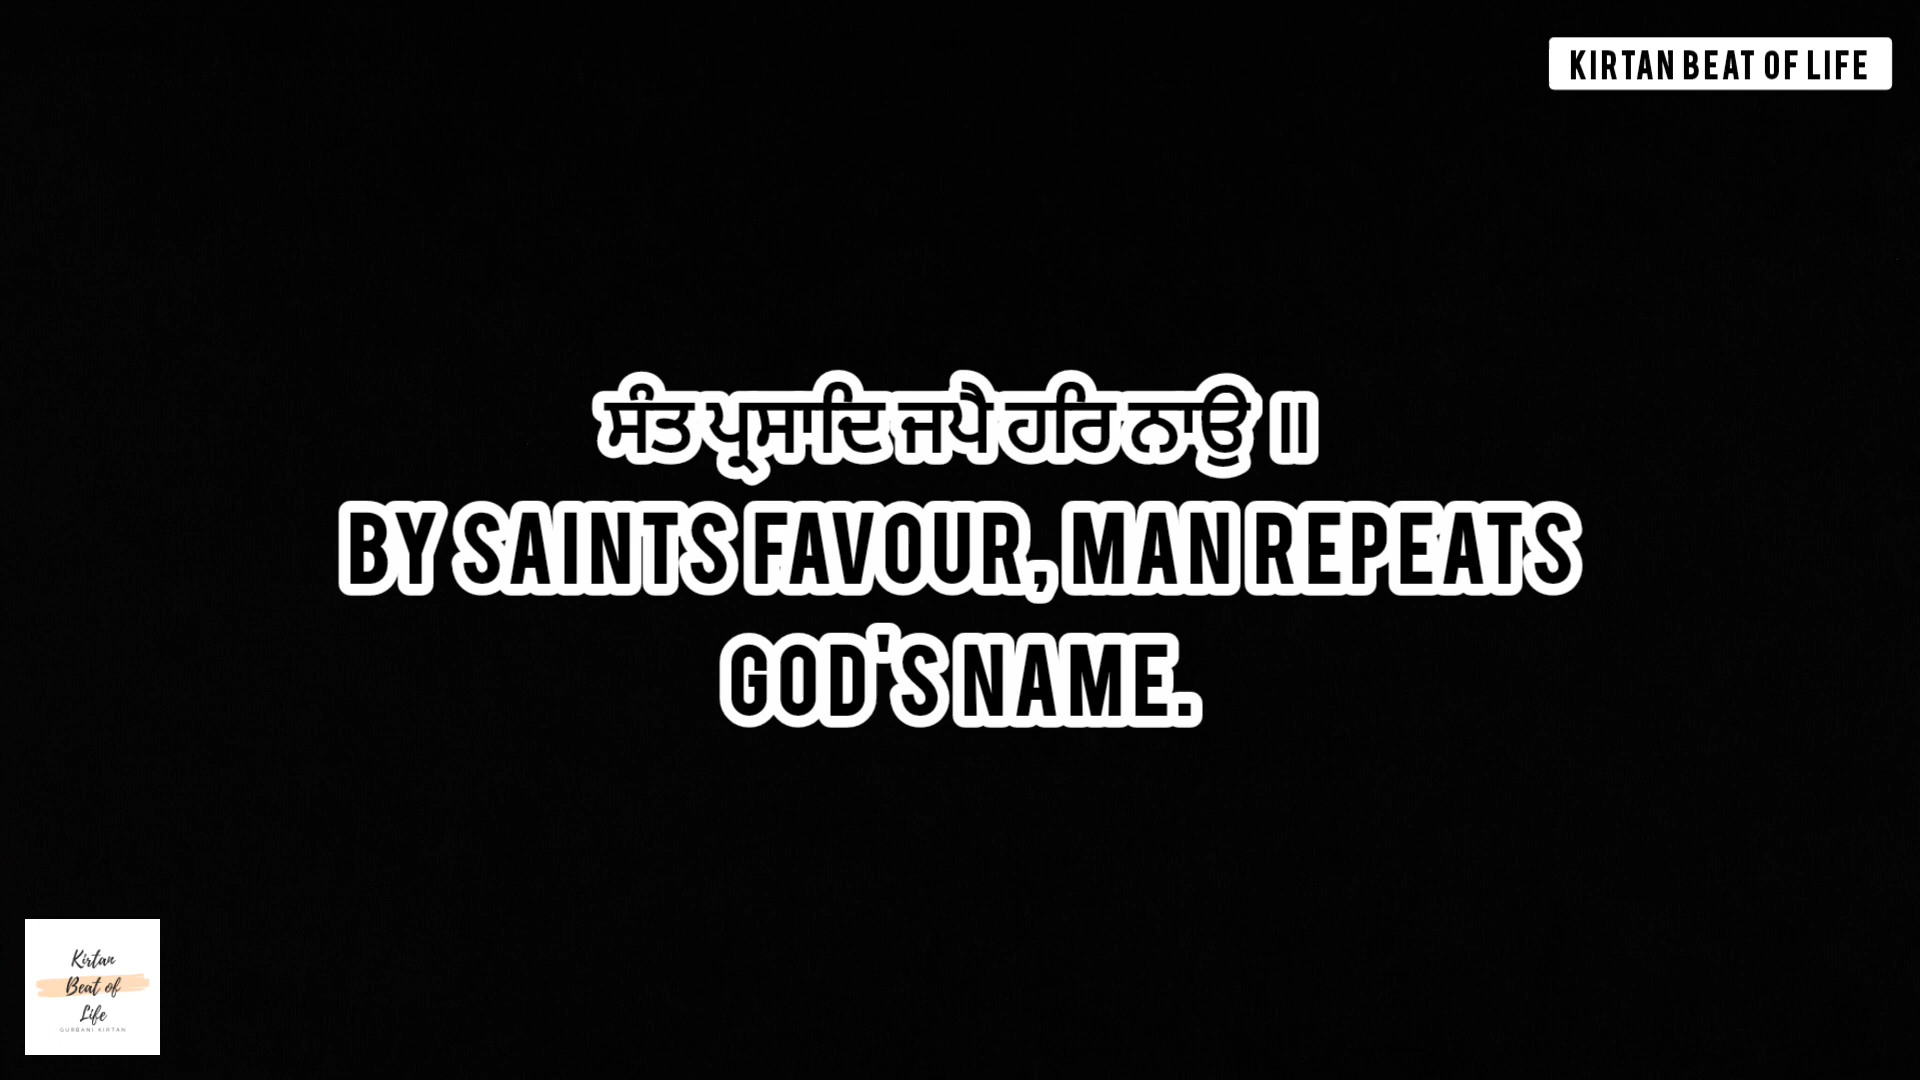 KIRTAN BEAT OF LIFE
ਸੰਤ ਪ੍ਰਸਾਦਿ ਜਪੈ ਹਰਿ ਨਾਉ ॥
BY SAINTS FAVOUR, MAN REPEATS
GOD'S NAME.
Kirtan
Beat of
Life
GURBANI KIRTAN